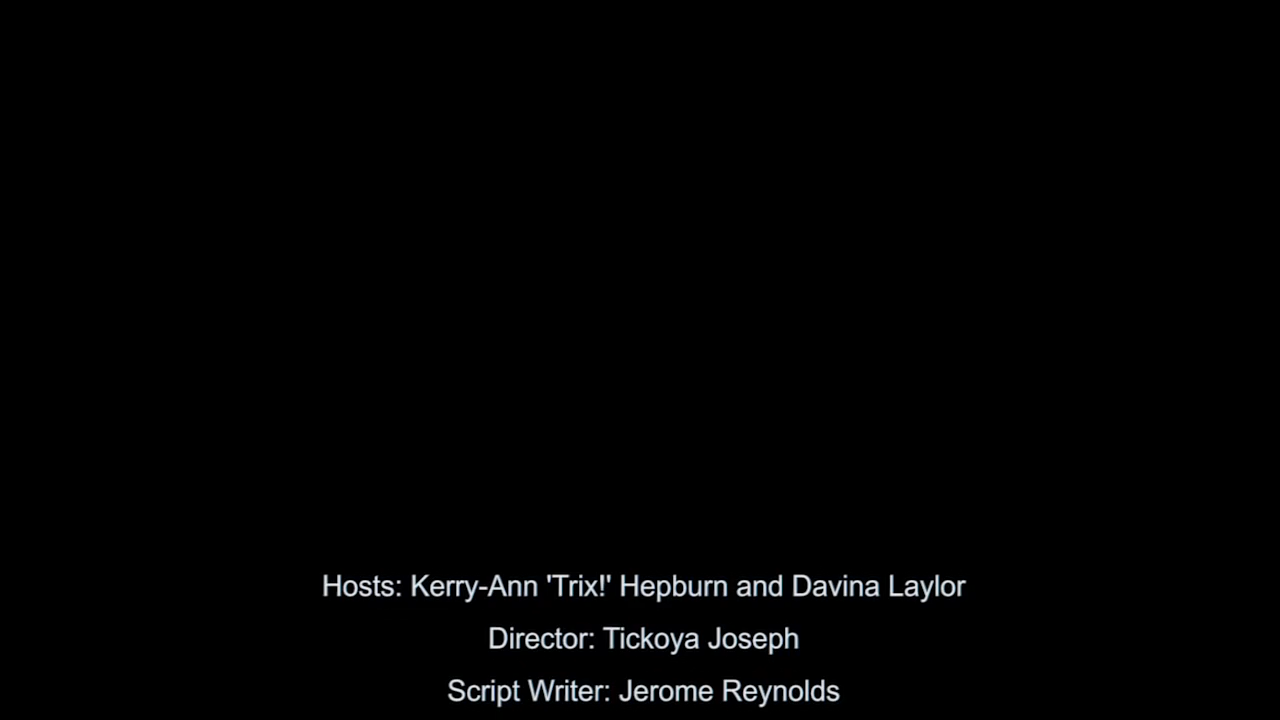 Hosts: Kerry-Ann 'Trix!' Hepburn and Davina Laylor
Director: Tickoya Joseph
Script Writer: Jerome Reynolds